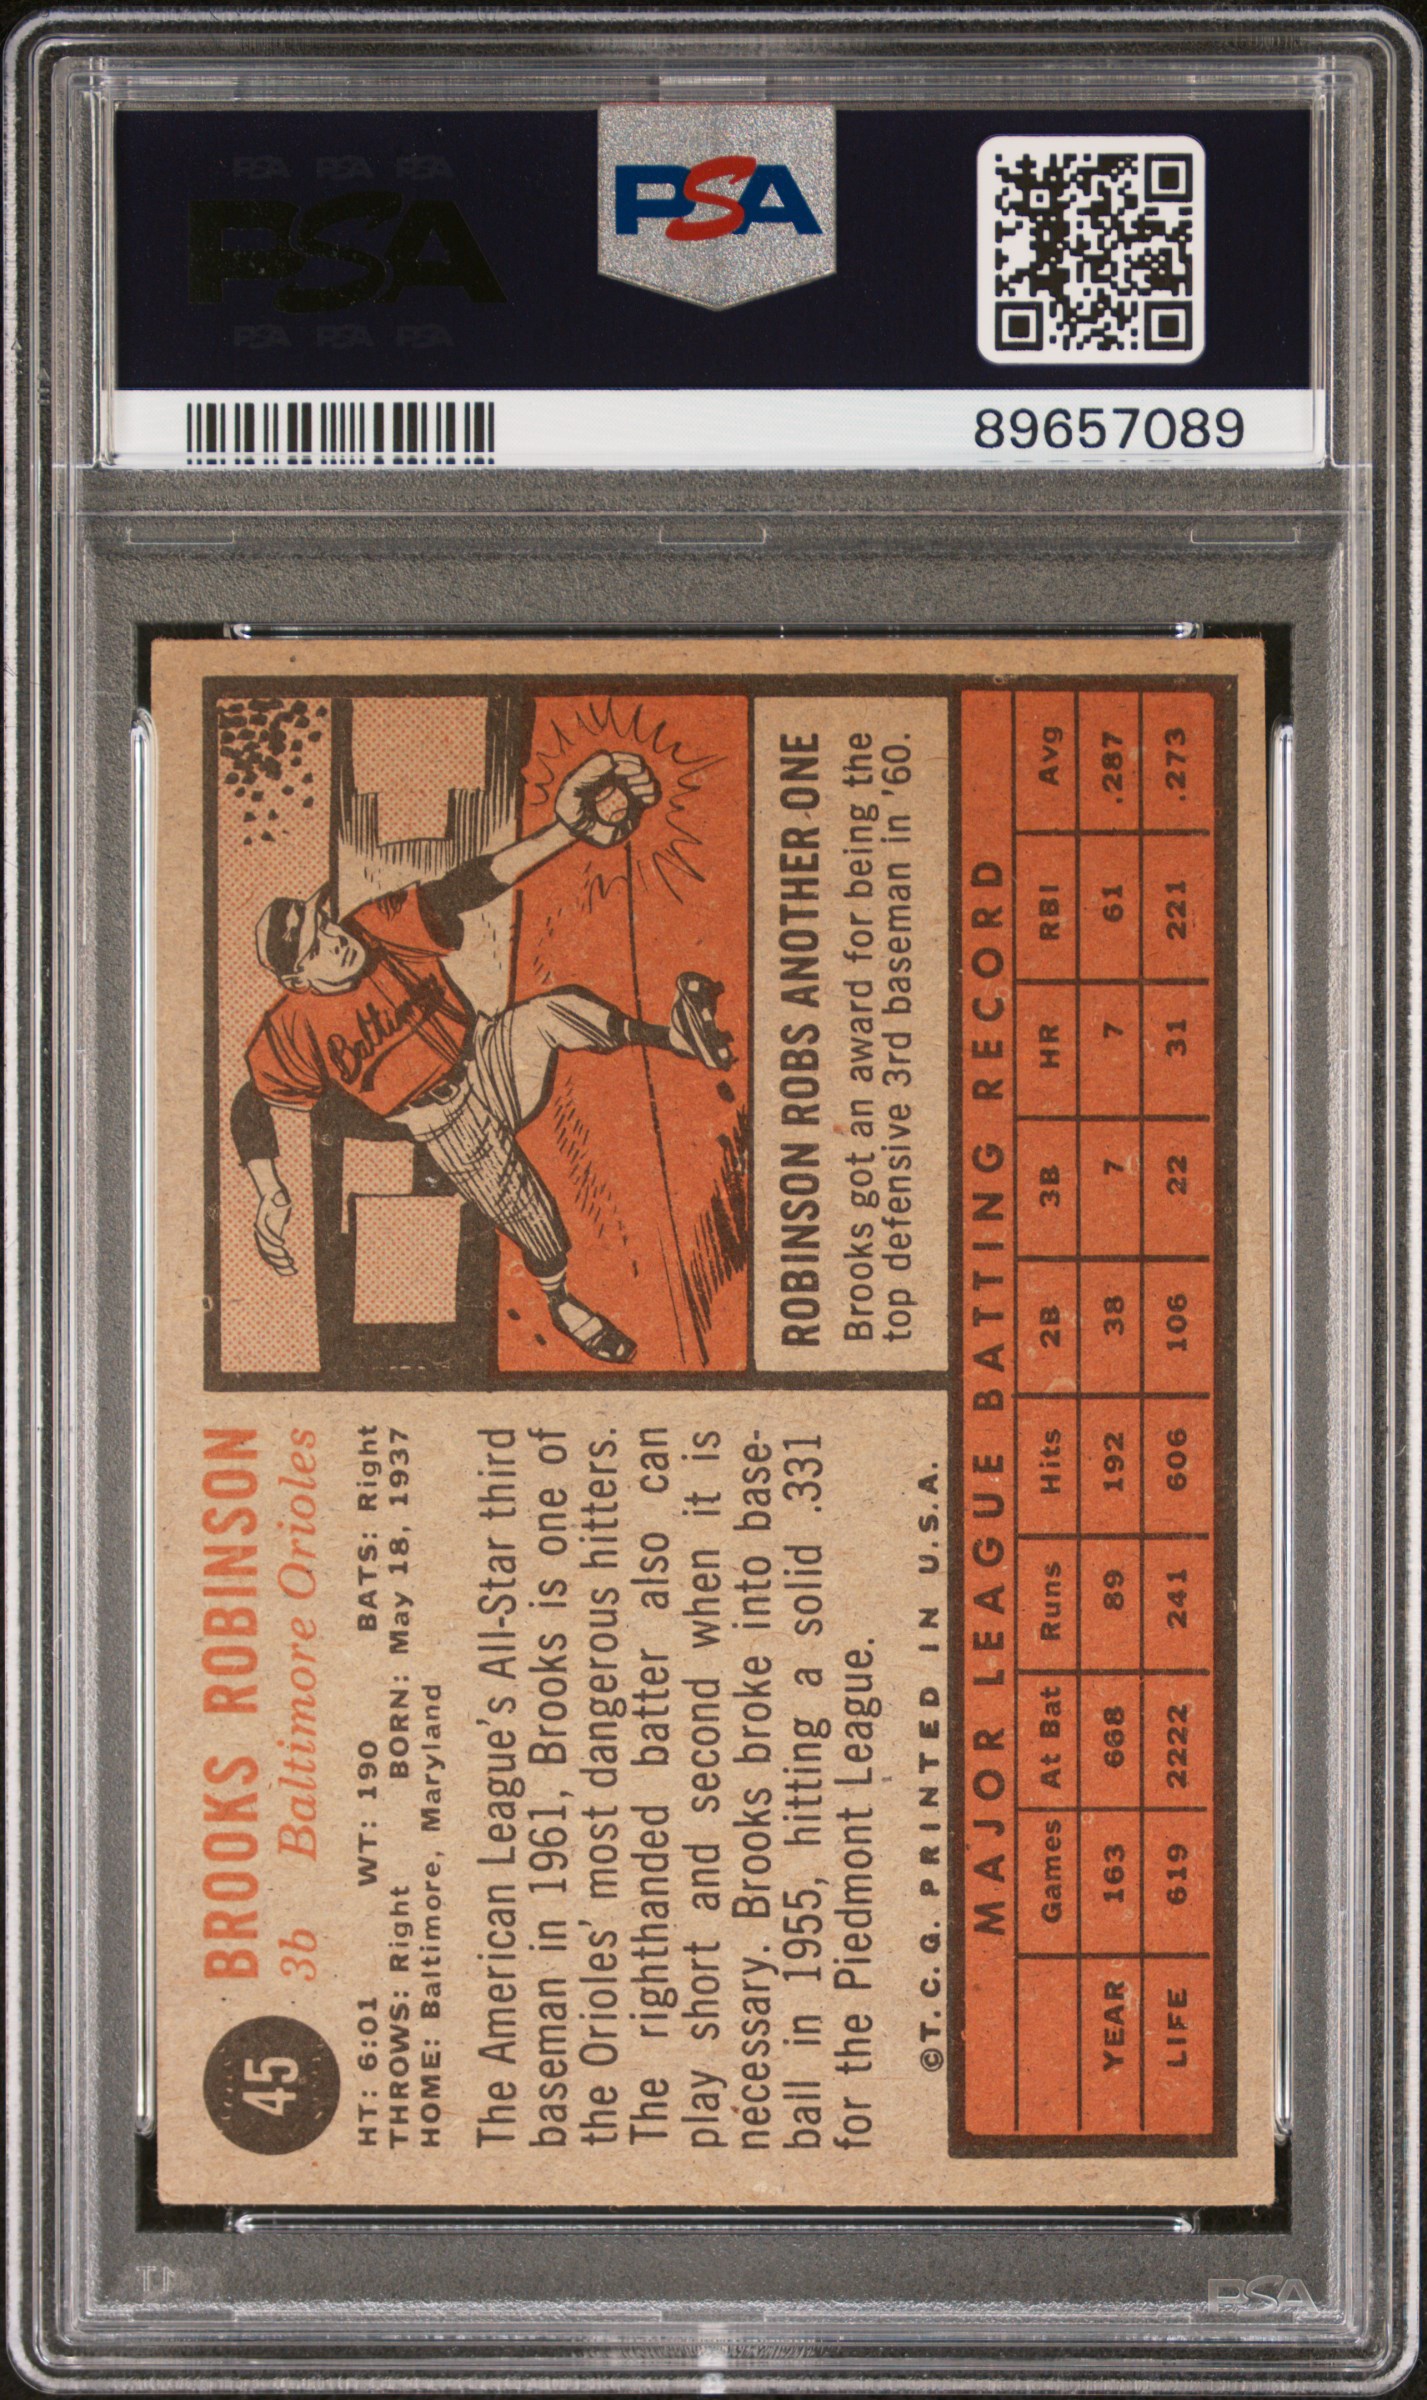 PSA PSA PSA
PSA
PSA PSA PSA
PSA
89657089
45
BROOKS ROBINSON
3b Baltimore Orioles
HT: 6:01 WT: 190 BATS: Right
THROWS: Right BORN: May 18, 1937
HOME: Baltimore, Maryland
The American League's All-Star third
baseman in 1961, Brooks is one of
the Orioles' most dangerous hitters.
The righthanded batter also can
play short and second when it is
necessary. Brooks broke into base-
ball in 1955, hitting a solid .331
for the Piedmont League.
©T. C. G. PRINTED IN U.S.A.
Baltimore
ROBINSON ROBS ANOTHER ONE
Brooks got an award for being the
top defensive 3rd baseman in '60.
MAJOR LEAGUE BATTING RECORD
Games At Bat Runs Hits 2B 3B HR RBI Avg
YEAR 163 668 89 192 38 7 7 61 .287
LIFE 619 2222 241 606 106 22 31 221 .273
PSA